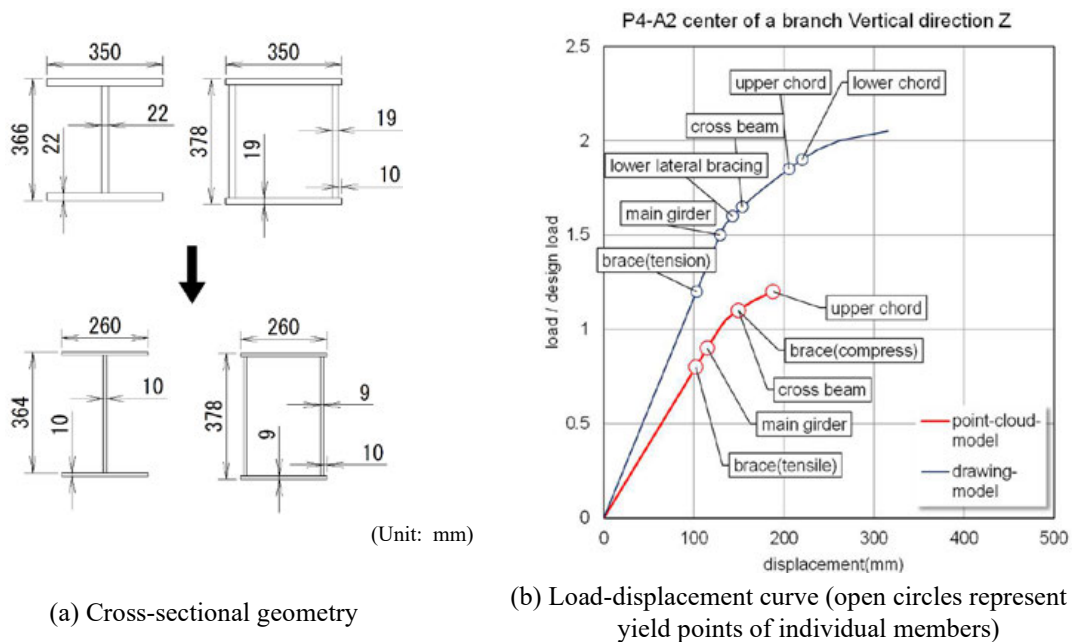 350
350
366
22
22
378
19
19
10
260
260
364
10
10
378
9
9
10
(Unit: mm)
(a) Cross-sectional geometry
P4-A2 center of a branch Vertical direction Z
load / design load
2.5
2
1.5
1
0.5
0
0
100
200
300
400
500
displacement(mm)
upper chord
lower chord
cross beam
lower lateral bracing
main girder
brace(tension)
upper chord
brace(compress)
cross beam
main girder
brace(tensile)
point-cloud-
model
drawing-
model
(b) Load-displacement curve (open circles represent
yield points of individual members)